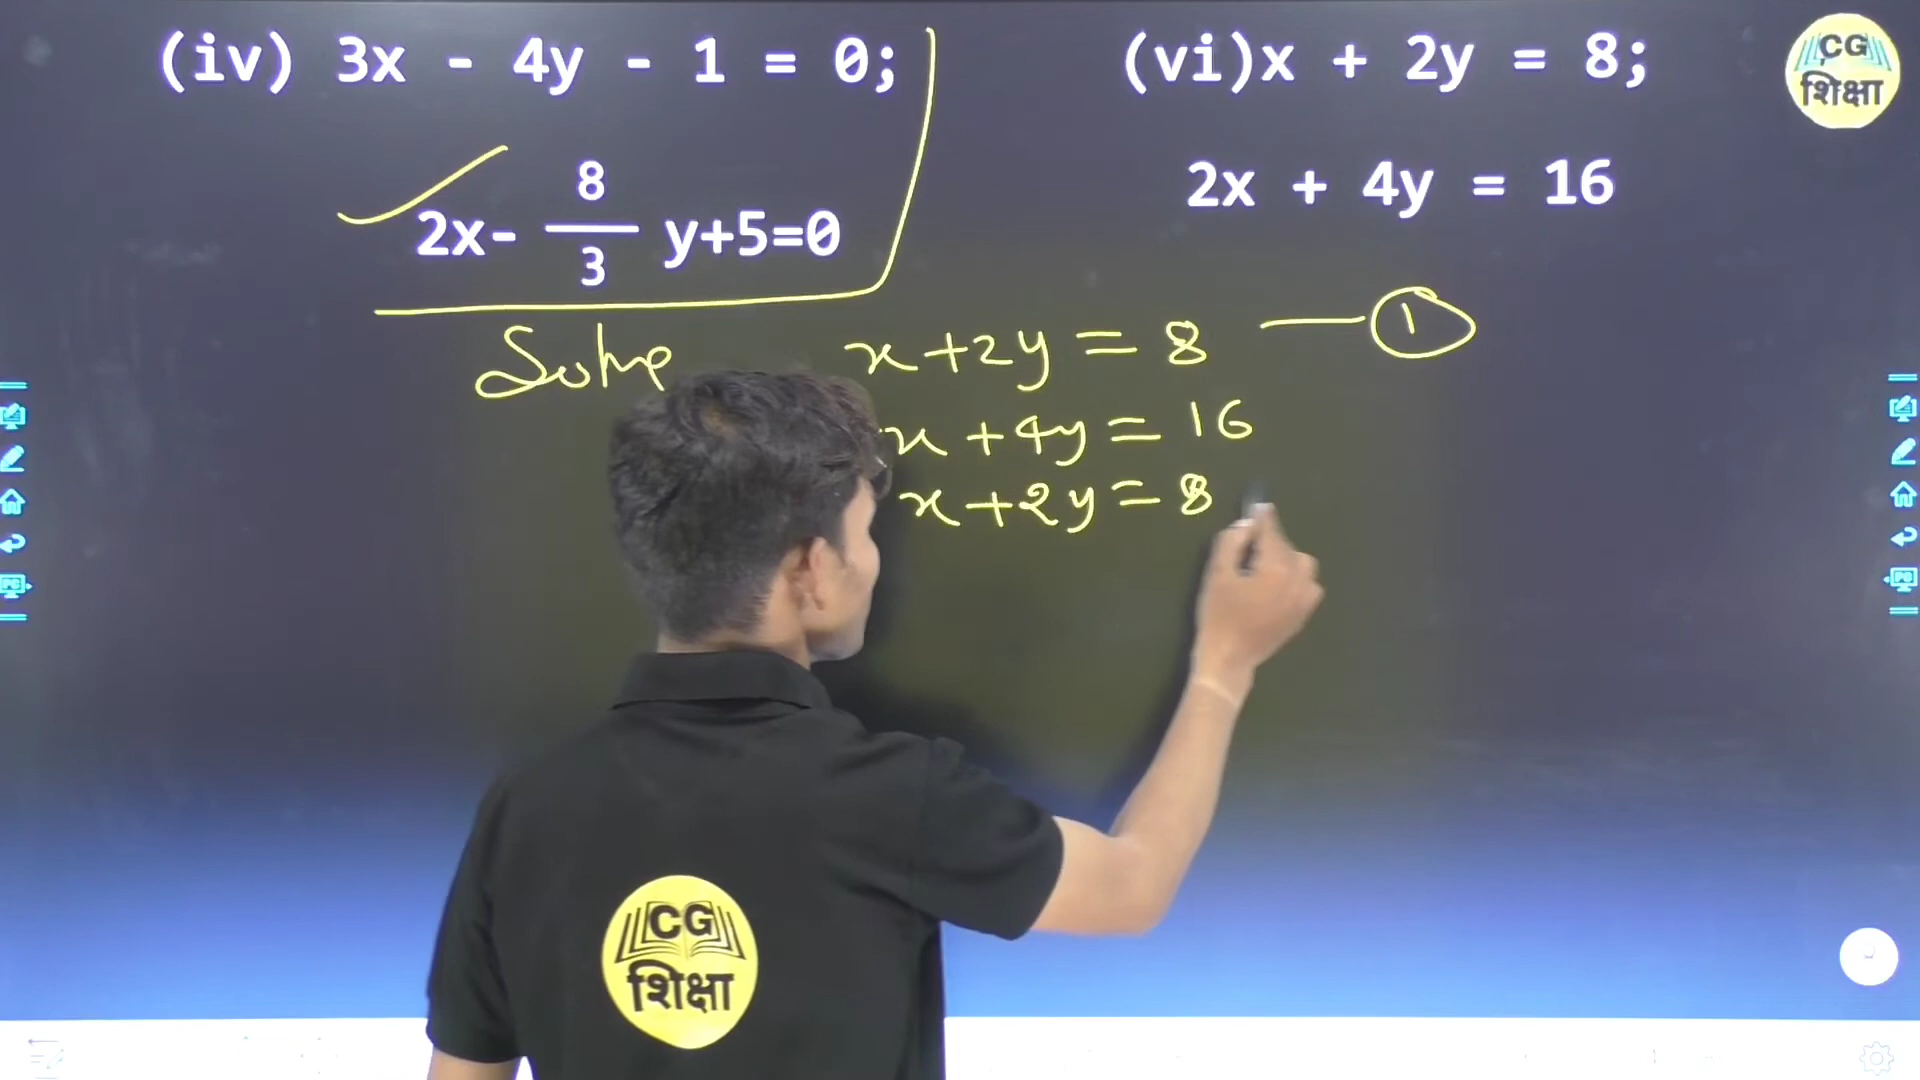 (iv) 3x - 4y - 1 = 0;
2x- 8/3 y+5=0
(vi)x + 2y = 8;
2x + 4y = 16
CG
शिक्षा
Solve x+2y = 8 — 1
x + 4y = 16
x + 2y = 8
CG
शिक्षा